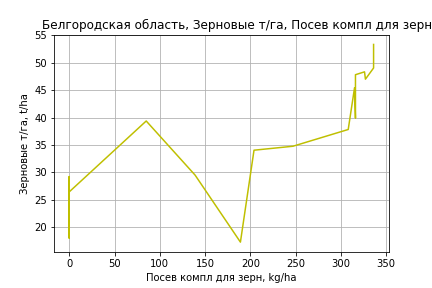 Белгородская область, Зерновые т/га, Посев компл для зерн
55
50
45
40
35
30
25
20
Зерновые т/га, t/ha
0 50 100 150 200 250 300 350
Посев компл для зерн, kg/ha